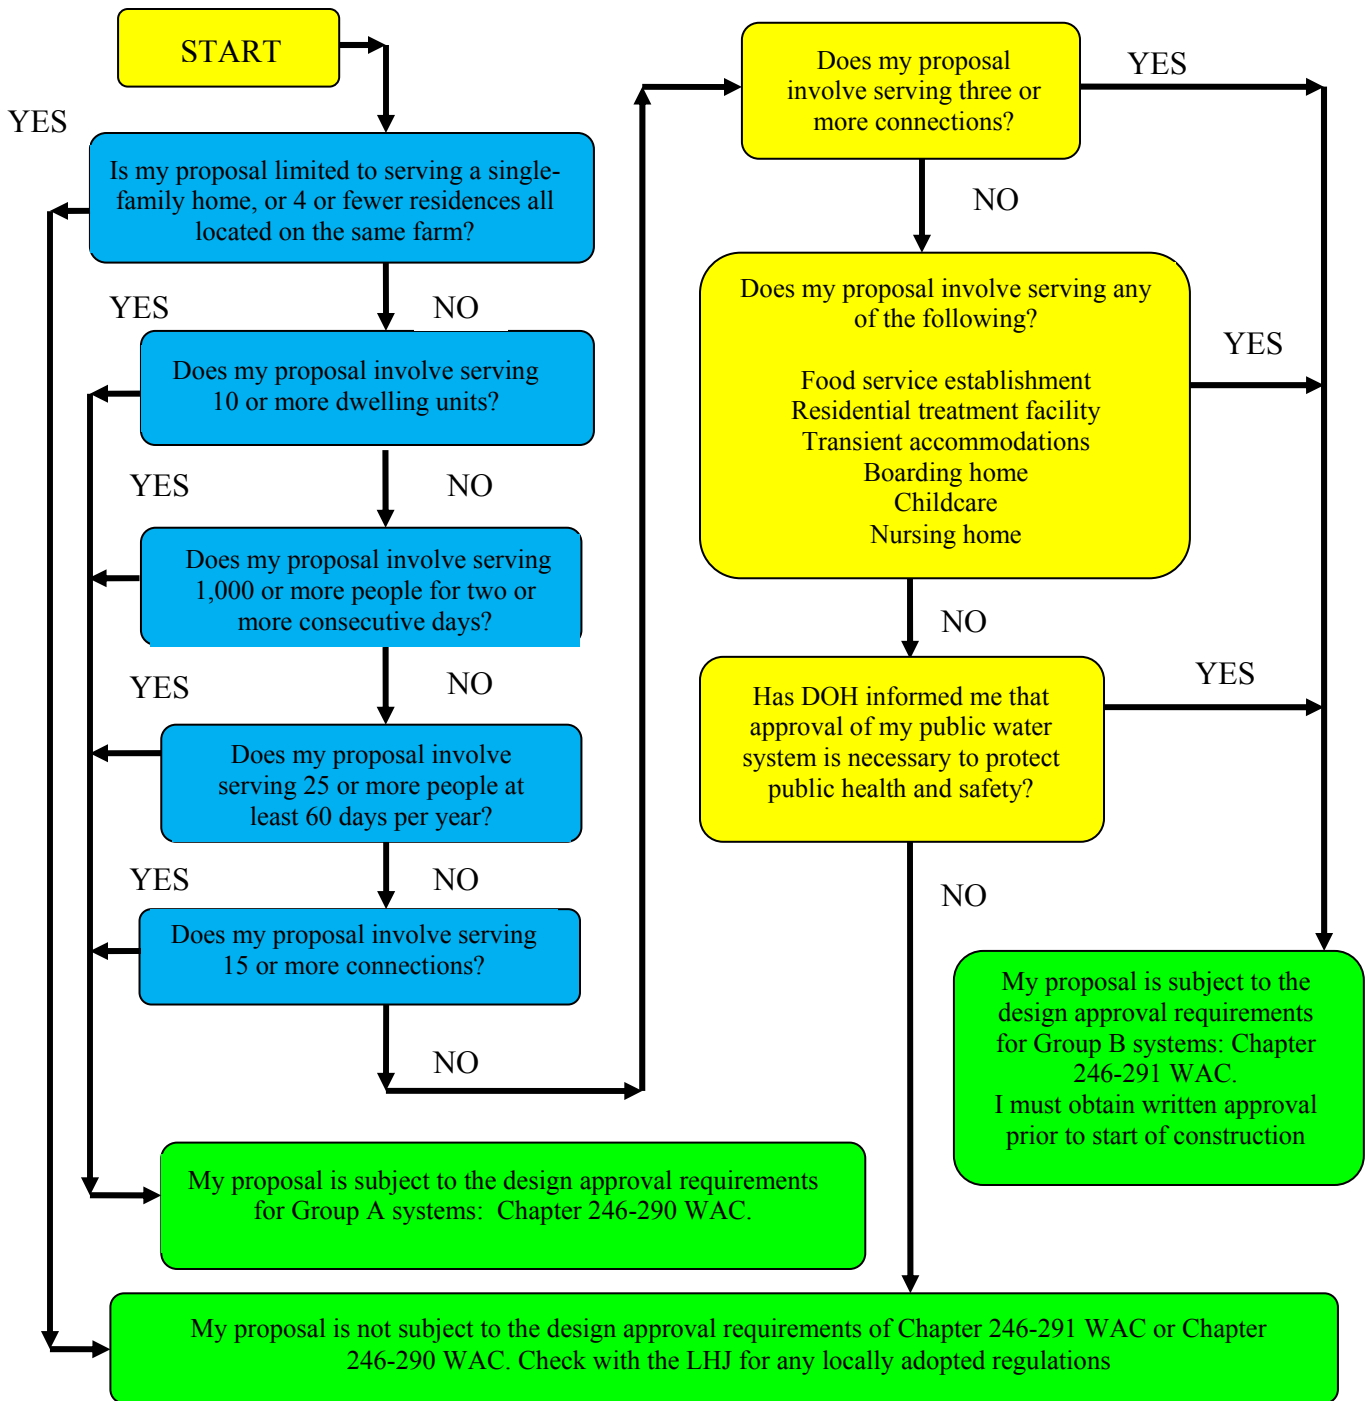 START
YES
Is my proposal limited to serving a single-
family home, or 4 or fewer residences all
located on the same farm?
YES
NO
Does my proposal involve serving
10 or more dwelling units?
YES
NO
Does my proposal involve serving
1,000 or more people for two or
more consecutive days?
YES
NO
Does my proposal involve
serving 25 or more people at
least 60 days per year?
YES
NO
Does my proposal involve serving
15 or more connections?
NO
My proposal is subject to the design approval requirements
for Group A systems: Chapter 246-290 WAC.
Does my proposal
involve serving three or
more connections?
YES
NO
Does my proposal involve serving any
of the following?
Food service establishment
Residential treatment facility
Transient accommodations
Boarding home
Childcare
Nursing home
YES
NO
Has DOH informed me that
approval of my public water
system is necessary to protect
public health and safety?
YES
NO
My proposal is subject to the
design approval requirements
for Group B systems: Chapter
246-291 WAC.
I must obtain written approval
prior to start of construction
My proposal is not subject to the design approval requirements of Chapter 246-291 WAC or Chapter
246-290 WAC. Check with the LHJ for any locally adopted regulations